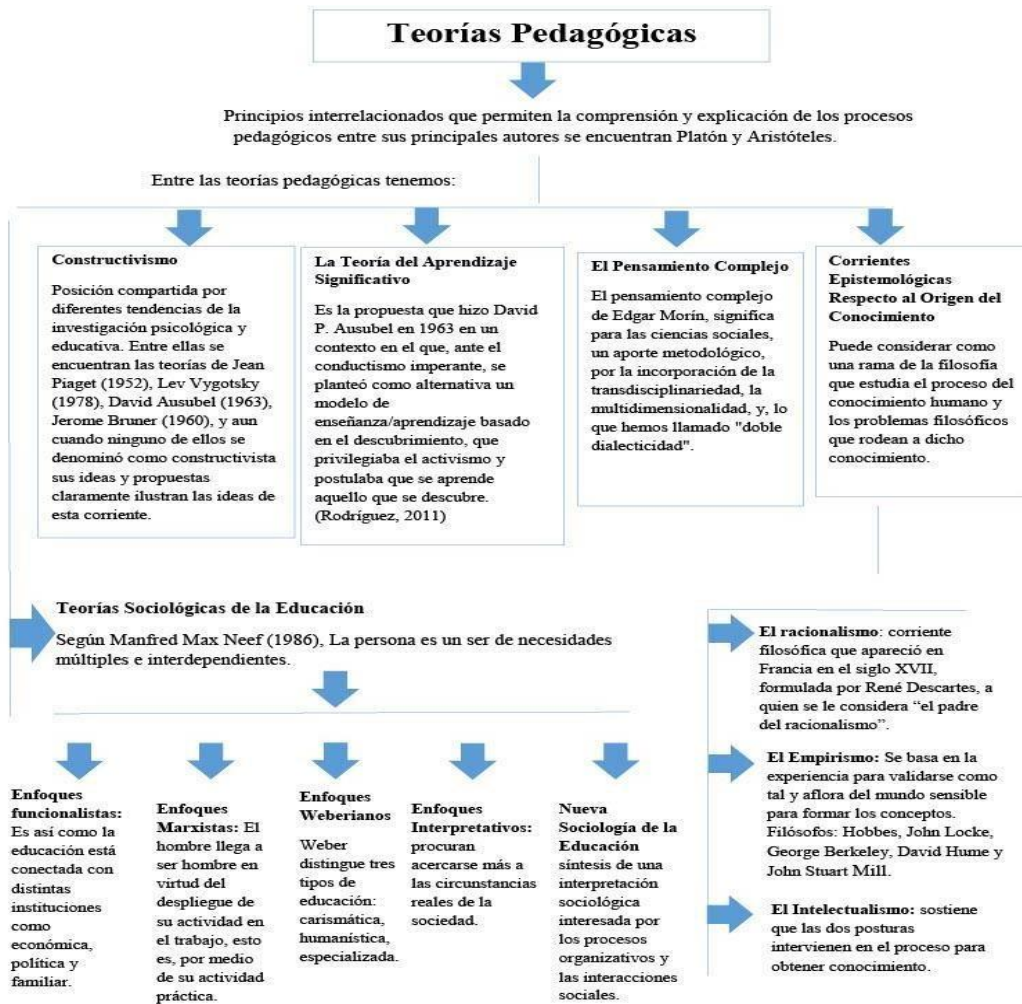 Teorías Pedagógicas
Principios interrelacionados que permiten la comprensión y explicación de los procesos
pedagógicos entre sus principales autores se encuentran Platón y Aristóteles.
Entre las teorías pedagógicas tenemos:
Constructivismo
Posición compartida por
diferentes tendencias de la
investigación psicológica y
educativa. Entre ellas se
encuentran las teorías de Jean
Piaget (1952), Lev Vygotsky
(1978), David Ausubel (1963),
Jerome Bruner (1960), y aun
cuando ninguno de ellos se
denominó como constructivista
sus ideas y propuestas
claramente ilustran las ideas de
esta corriente.
La Teoría del Aprendizaje
Significativo
Es la propuesta que hizo David
P. Ausubel en 1963 en un
contexto en el que, ante el
conductismo imperante, se
planteó como alternativa un
modelo de
enseñanza/aprendizaje basado
en el descubrimiento, que
privilegiaba el activismo y
postulaba que se aprende
aquello que se descubre.
(Rodríguez, 2011)
El Pensamiento Complejo
El pensamiento complejo
de Edgar Morín, significa
para las ciencias sociales,
un aporte metodológico,
por la incorporación de la
transdisciplinariedad, la
multidimensionalidad, y, lo
que hemos llamado "doble
dialecticidad".
Corrientes
Epistemológicas
Respecto al Origen del
Conocimiento
Puede considerar como
una rama de la filosofía
que estudia el proceso del
conocimiento humano y
los problemas filosóficos
que rodean a dicho
conocimiento.
Teorías Sociológicas de la Educación
Según Manfred Max Neef (1986), La persona es un ser de necesidades
múltiples e interdependientes.
Enfoques
funcionalistas:
Es así como la
educación está
conectada con
distintas
instituciones
como
económica,
política y
familiar.
Enfoques
Marxistas: El
hombre llega a
ser hombre en
virtud del
despliegue de
su actividad en
el trabajo, esto
es, por medio
de su actividad
práctica.
Enfoques
Weberianos
Weber
distingue tres
tipos de
educación:
carismática,
humanística,
especializada.
Enfoques
Interpretativos:
procuran
acercarse más a
las circunstancias
reales de la
sociedad.
Nueva
Sociología de la
Educación
síntesis de una
interpretación
sociológica
interesada por
los procesos
organizativos y
las interacciones
sociales.
El racionalismo: corriente
filosófica que apareció en
Francia en el siglo XVII,
formulada por René Descartes, a
quien se le considera “el padre
del racionalismo”.
El Empirismo: Se basa en la
experiencia para validarse como
tal y aflora del mundo sensible
para formar los conceptos.
Filósofos: Hobbes, John Locke,
George Berkeley, David Hume y
John Stuart Mill.
El Intelectualismo: sostiene
que las dos posturas
intervienen en el proceso para
obtener conocimiento.